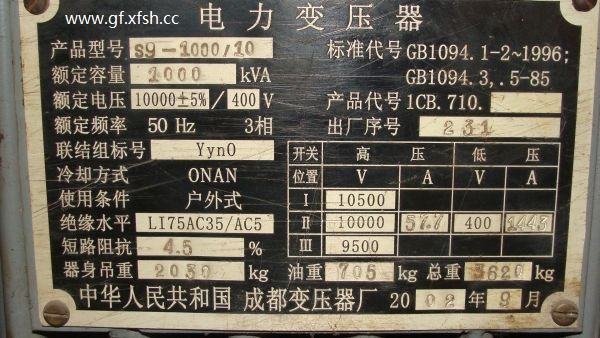 www.gf.xfsh.cc
电力变压器
产品型号 S9-1000/10
标准代号 GB1094.1-2~1996;
额定容量 1000 kVA
GB1094.3,.5-85
额定电压 10000±5%/400 V
产品代号 1CB.710.
额定频率 50 Hz 3相
出厂序号 231
联结组标号 Yyn0
开关 高 压 低 压
冷却方式 ONAN
位置 V A V A
使用条件 户外式
I 10500
绝缘水平 LI75AC35/AC5
II 10000 57.7 400 1443
短路阻抗 4.5 %
III 9500
器身吊重 2030 kg 油重 705 kg 总重 3620 kg
中华人民共和国 成都变压器厂 2002年9月